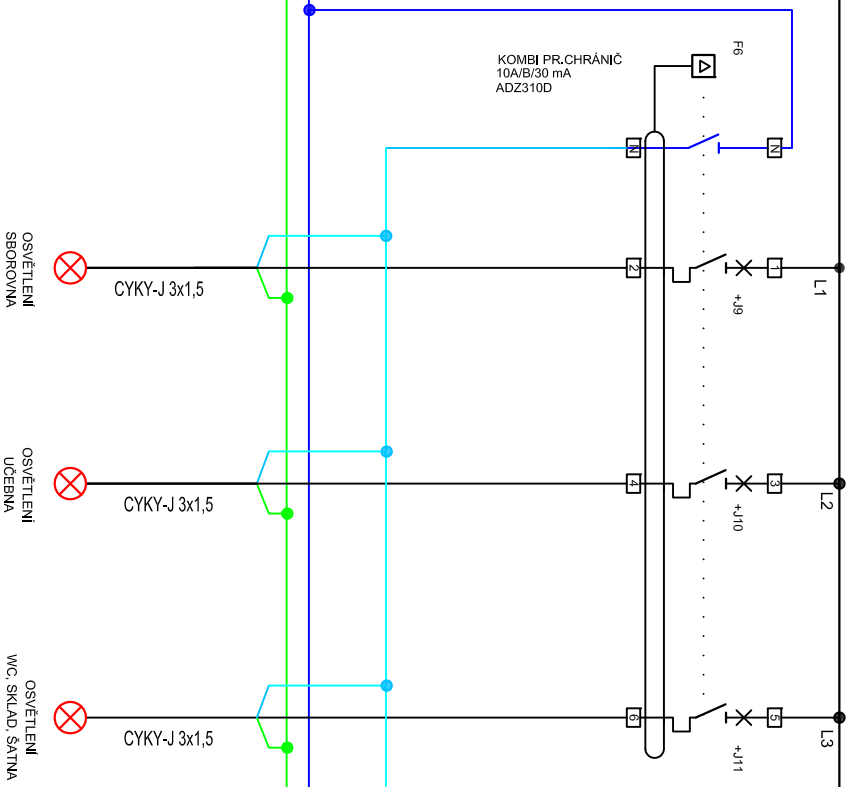 F6
KOMBI PR.CHRÁNIČ
10A/B/30 mA
ADZ310D
N
N
OSVĚTLENÍ
SBOROVNA
CYKY-J 3x1,5
2
1
L1
+J9
OSVĚTLENÍ
UČEBNA
CYKY-J 3x1,5
4
3
L2
+J10
OSVĚTLENÍ
WC, SKLAD, ŠATNA
CYKY-J 3x1,5
6
5
L3
+J11